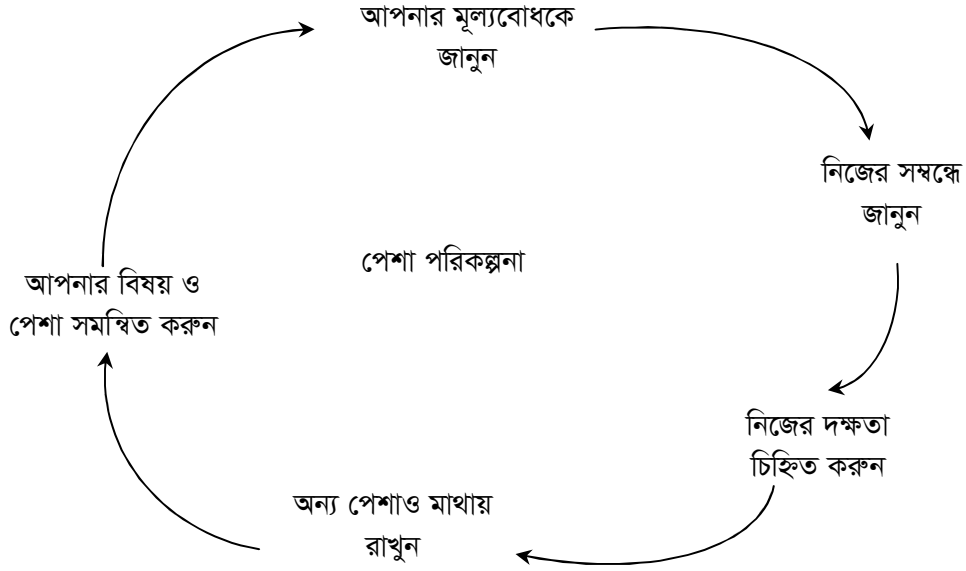 আপনার মূল্যবোধকে
জানুন
নিজের সম্বন্ধে
জানুন
পেশা পরিকল্পনা
আপনার বিষয় ও
পেশা সমন্বিত করুন
নিজের দক্ষতা
চিহ্নিত করুন
অন্য পেশাও মাথায়
রাখুন